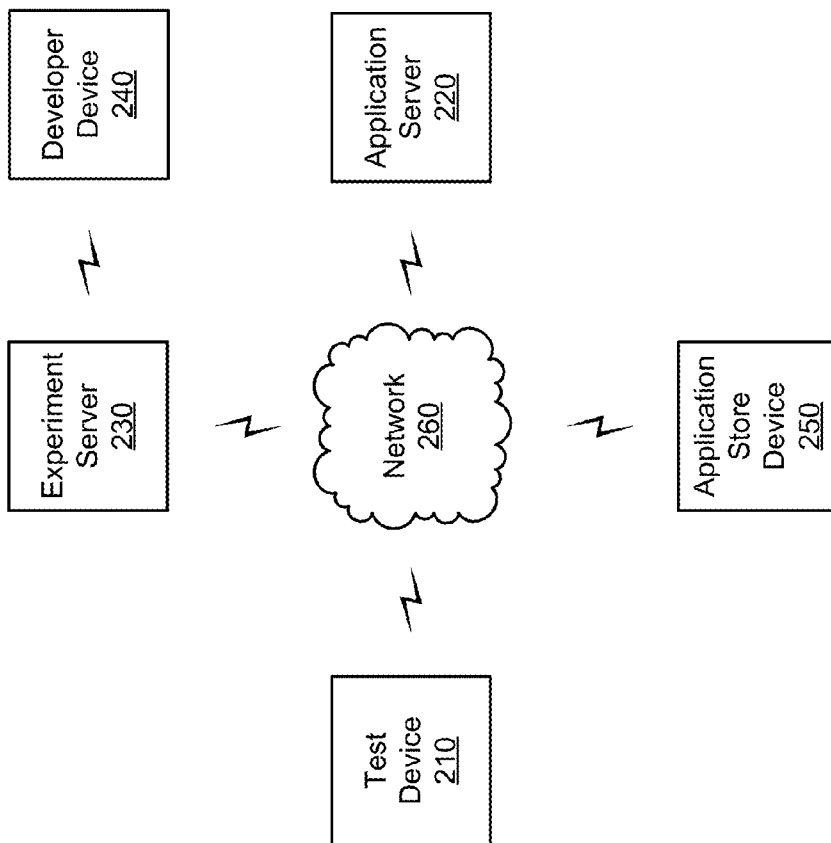 Developer
Device
240
Application
Server
220
Experiment
Server
230
Network
260
Application
Store
Device
250
Test
Device
210